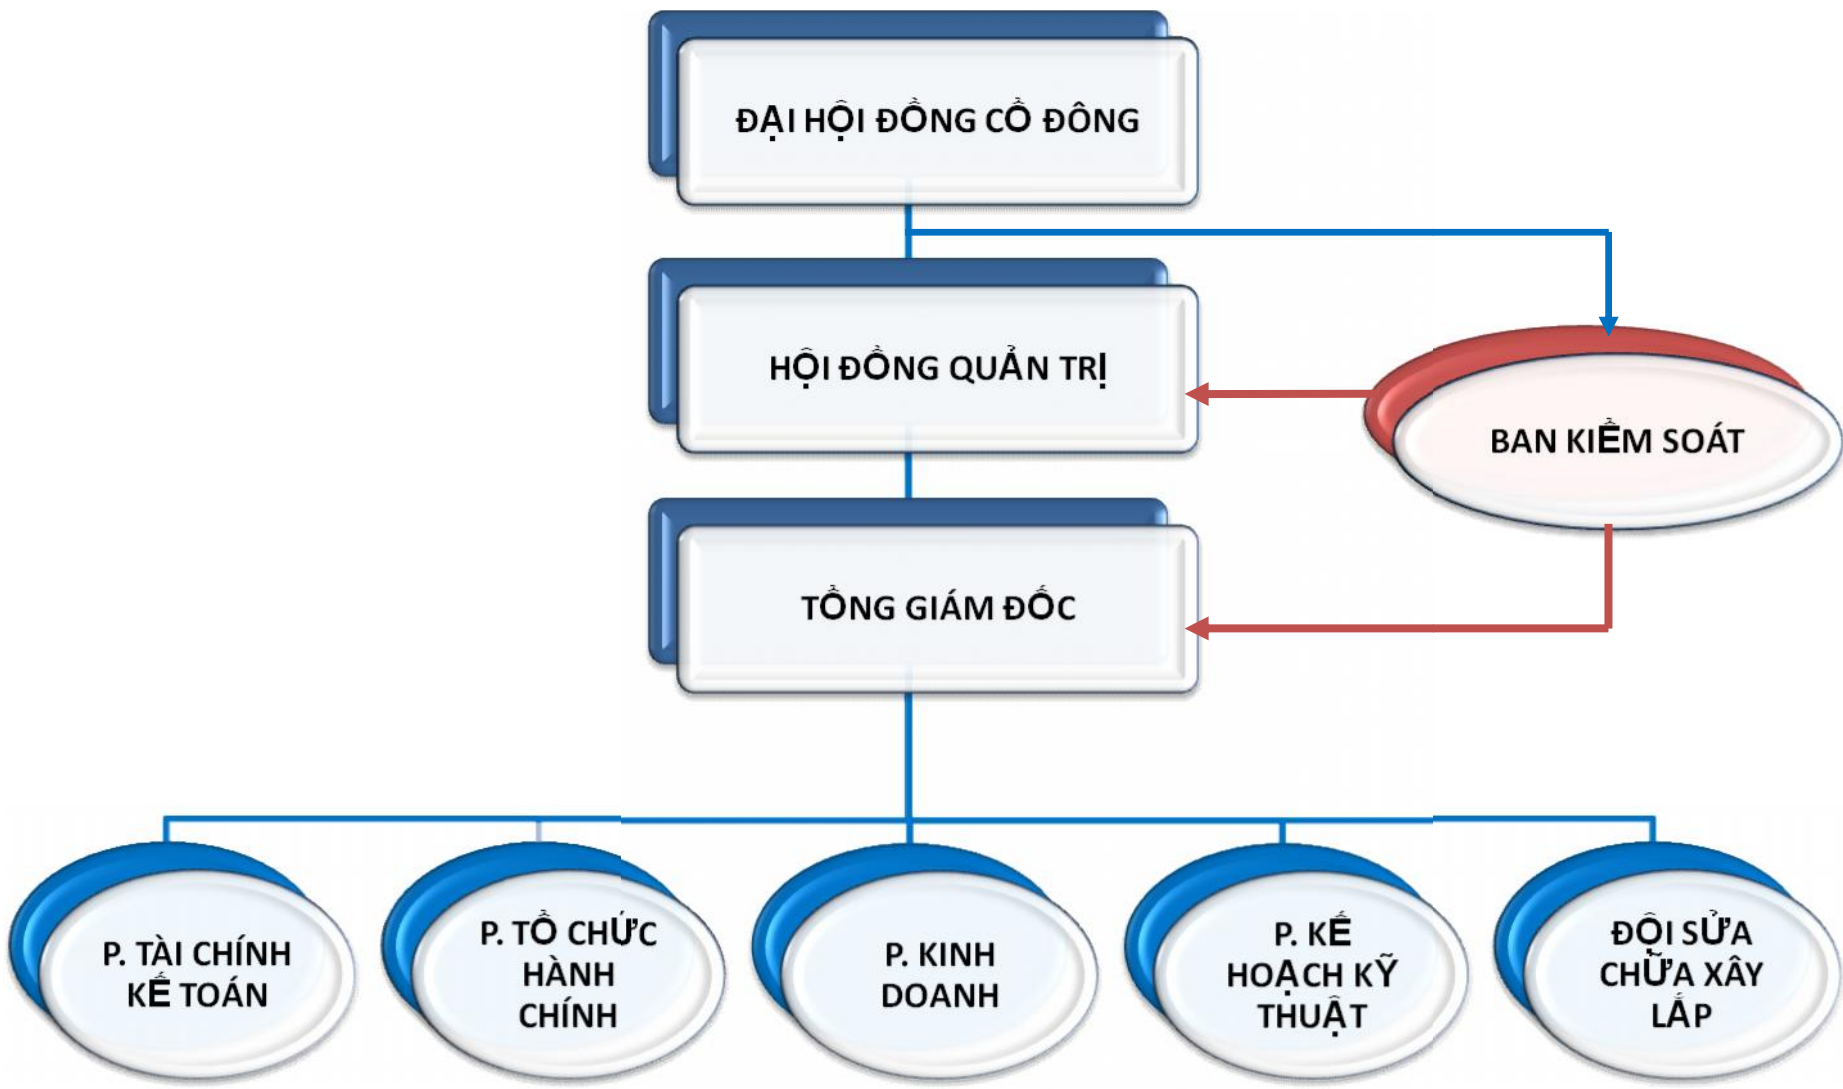 ĐẠI HỘI ĐỒNG CỔ ĐÔNG
HỘI ĐỒNG QUẢN TRỊ
BAN KIỂM SOÁT
TỔNG GIÁM ĐỐC
P. TÀI CHÍNH
KẾ TOÁN
P. TỔ CHỨC
HÀNH
CHÍNH
P. KINH
DOANH
P. KẾ
HOẠCH KỸ
THUẬT
ĐỘI SỬA
CHỮA XÂY
LẮP